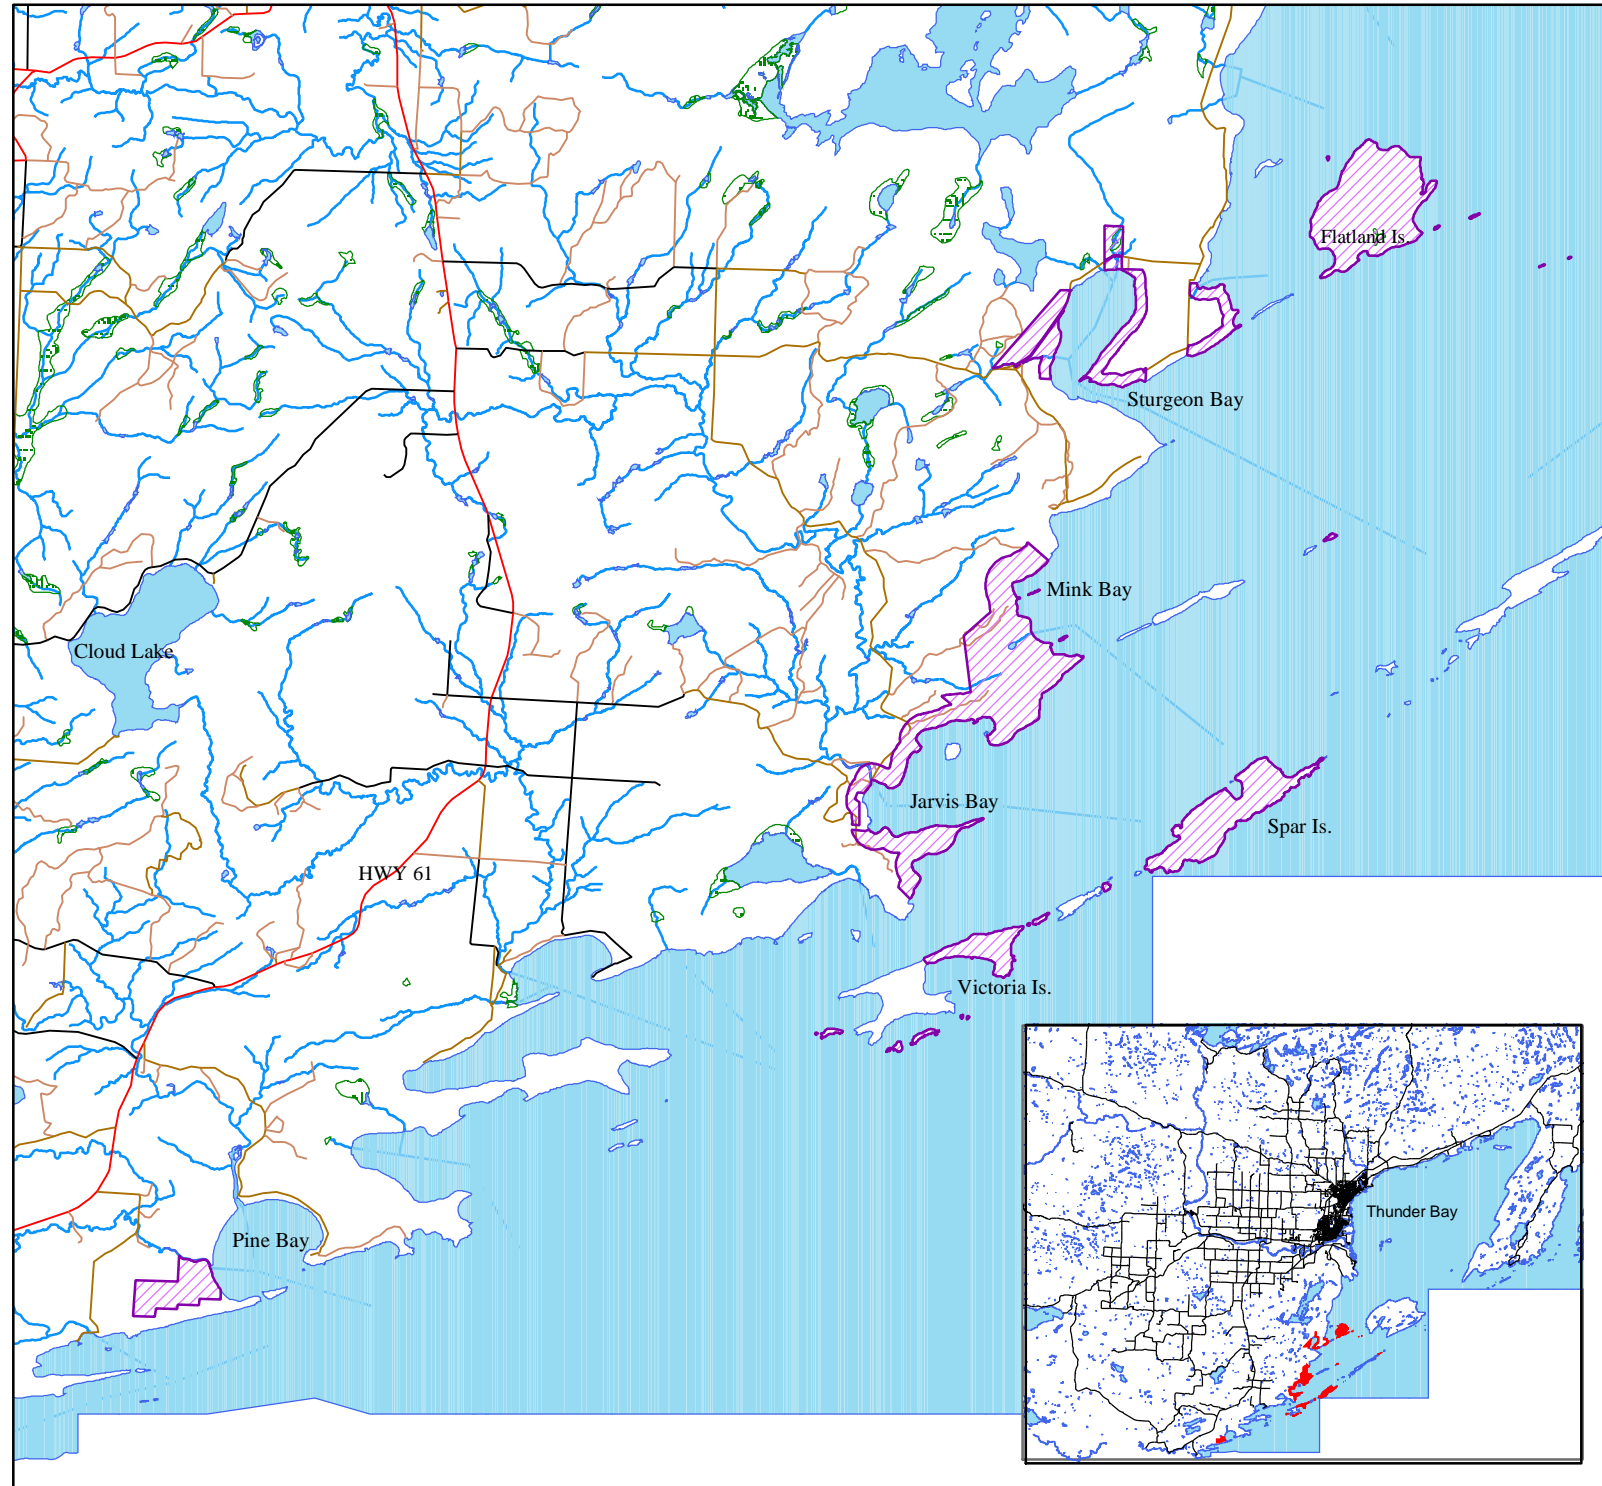 Flatland Is.
Sturgeon Bay
Mink Bay
Cloud Lake
Jarvis Bay
Spar Is.
HWY 61
Victoria Is.
Thunder Bay
Pine Bay